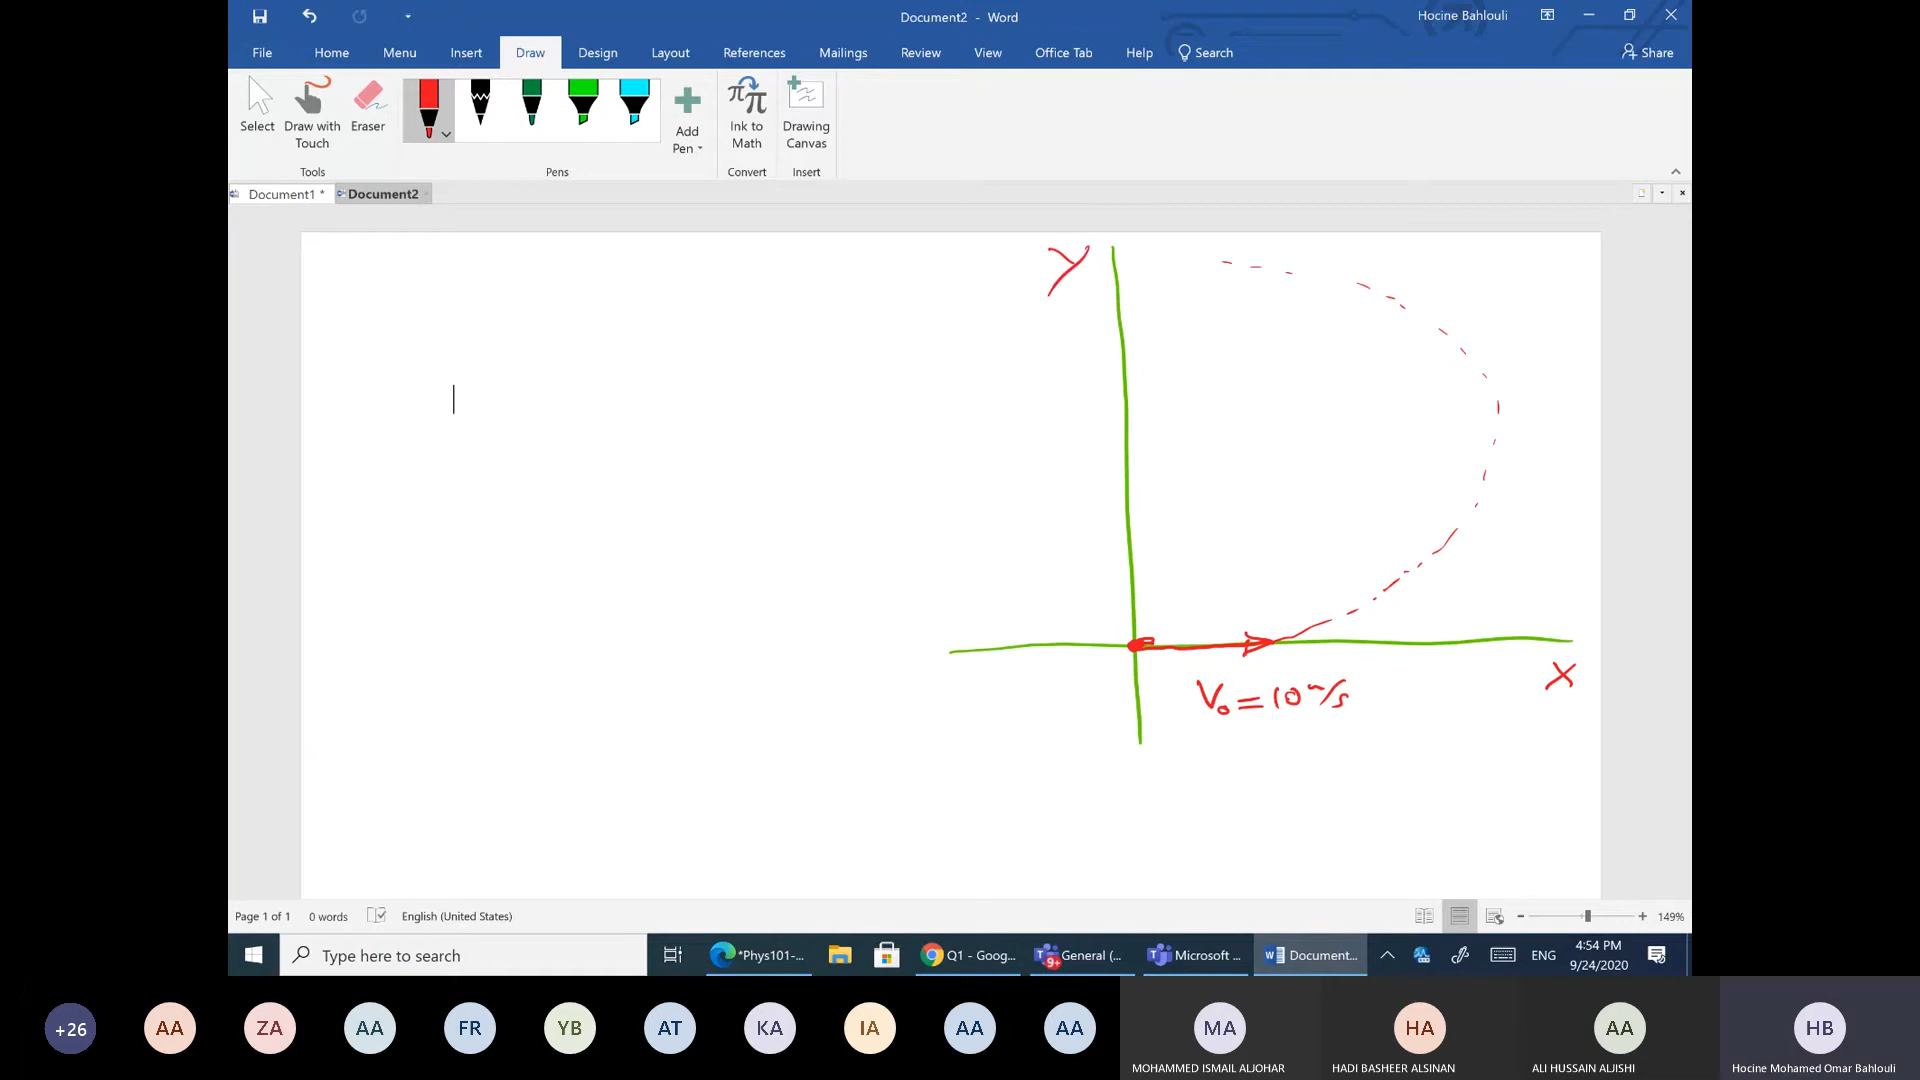 Document2 - Word
Hocine Bahlouli
File Home Menu Insert Draw Design Layout References Mailings Review View Office Tab Help Search Share
Select
Draw with Touch
Eraser
Add Pen
Ink to Math
Drawing Canvas
Tools Pens Convert Insert
Document1 * Document2
y
V₀ = 10 m/s
X
Page 1 of 1 0 words English (United States) 149%
Type here to search
*Phys101-...
Q1 - Goog...
9+ General (...
Microsoft ...
Document...
ENG
4:54 PM
9/24/2020
+26 AA ZA AA FR YB AT KA IA AA AA MA HA AA HB
MOHAMMED ISMAIL ALJOHAR HADI BASHEER ALSINAN ALI HUSSAIN ALJISHI Hocine Mohamed Omar Bahlouli